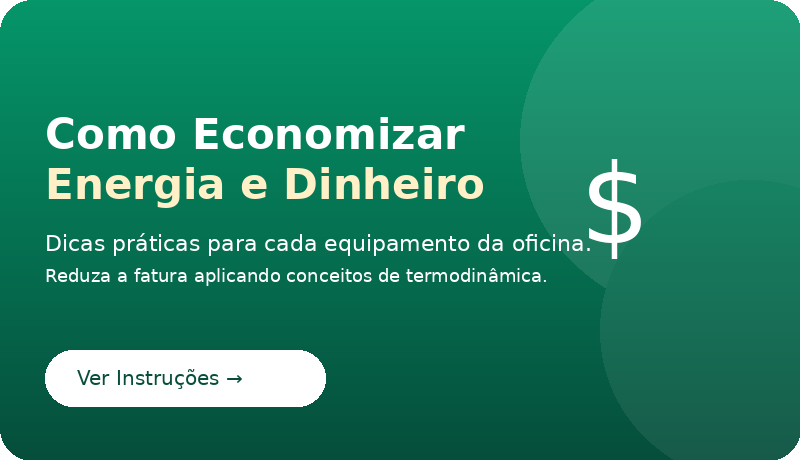 Como Economizar
Energia e Dinheiro
$
Dicas práticas para cada equipamento da oficina.
Reduza a fatura aplicando conceitos de termodinâmica.
Ver Instruções →